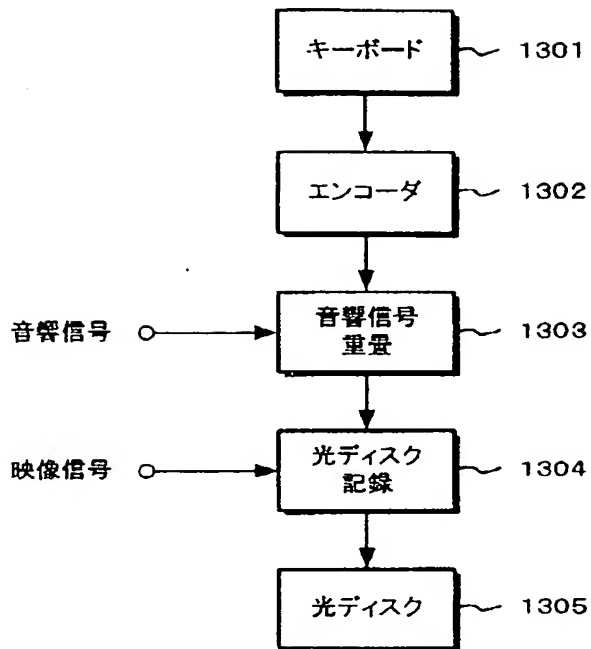 キーボード
1301
エンコーダ
1302
音響信号
音響信号
重畳
1303
映像信号
光ディスク
記録
1304
光ディスク
1305